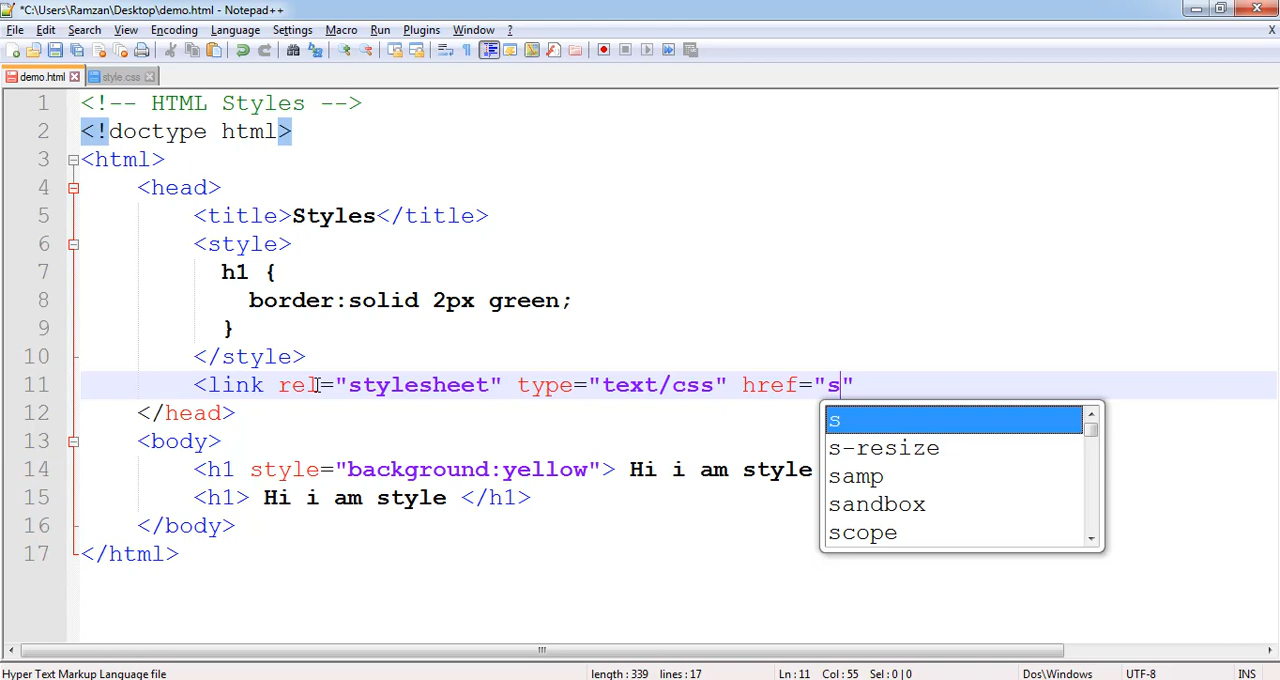 *C:\Users\Ramzan\Desktop\demo.html - Notepad++
File Edit Search View Encoding Language Settings Macro Run Plugins Window ? X
demo.html style.css
1 <!-- HTML Styles -->
2 <!doctype html>
3 <html>
4 <head>
5 <title>Styles</title>
6 <style>
7 h1 {
8 border:solid 2px green;
9 }
10 </style>
11 <link rel="stylesheet" type="text/css" href="s"
12 </head>
13 <body>
14 <h1 style="background:yellow"> Hi i am style
15 <h1> Hi i am style </h1>
16 </body>
17 </html>
s
s-resize
samp
sandbox
scope
Hyper Text Markup Language file length : 339 lines : 17 Ln : 11 Col : 55 Sel : 0 | 0 Dos\Windows UTF-8 INS